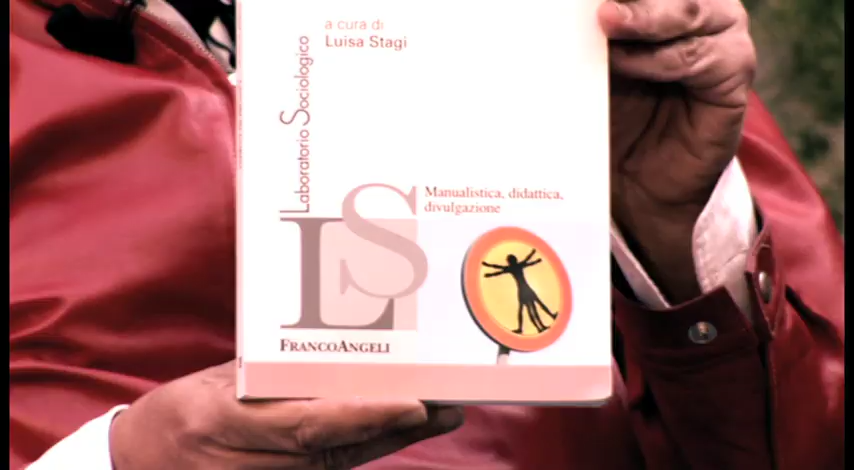 a cura di
Luisa Stagi
Laboratorio Sociologico
Manualistica, didattica,
divulgazione
LS
FRANCOANGELI